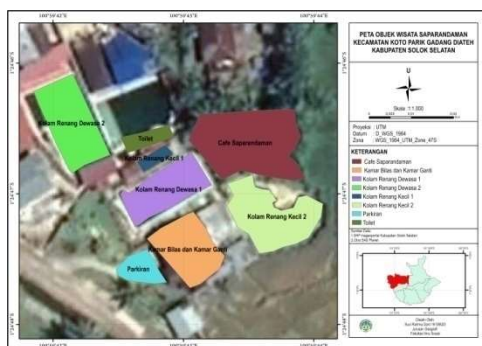 Kolam Renang Dewasa 2
Toilet
Kolam Renang Kecil 1
Cafe Saparandaman
Kolam Renang Dewasa 1
Kolam Renang Kecil 2
Kamar Bilas dan Kamar Ganti
Parkiran
PETA OBJEK WISATA SAPARANDAMAN
KECAMATAN KOTO PARIK GADANG DIATEH
KABUPATEN SOLOK SELATAN
U
Skala :1:1.000
Proyeksi : UTM
Datum : D_WGS_1984
Zona : WGS_1984_UTM_Zona_47S
KETERANGAN
Cafe Saparandaman
Kamar Bilas dan Kamar Ganti
Kolam Renang Dewasa 1
Kolam Renang Dewasa 2
Kolam Renang Kecil 1
Kolam Renang Kecil 2
Parkiran
Toilet